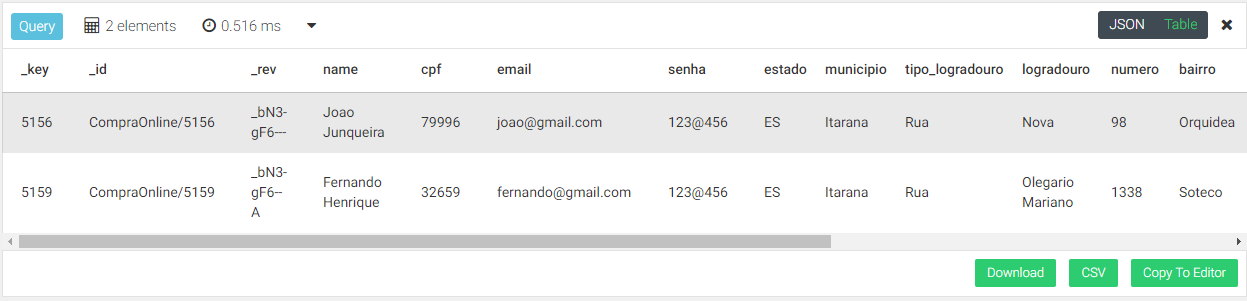 Query 2 elements 0.516 ms JSON Table
_key _id _rev name cpf email senha estado municipio tipo_logradouro logradouro numero bairro
5156 CompraOnline/5156 _bN3-gF6--- Joao Junqueira 79996 joao@gmail.com 123@456 ES Itarana Rua Nova 98 Orquidea
5159 CompraOnline/5159 _bN3-gF6--A Fernando Henrique 32659 fernando@gmail.com 123@456 ES Itarana Rua Olegario Mariano 1338 Soteco
Download CSV Copy To Editor